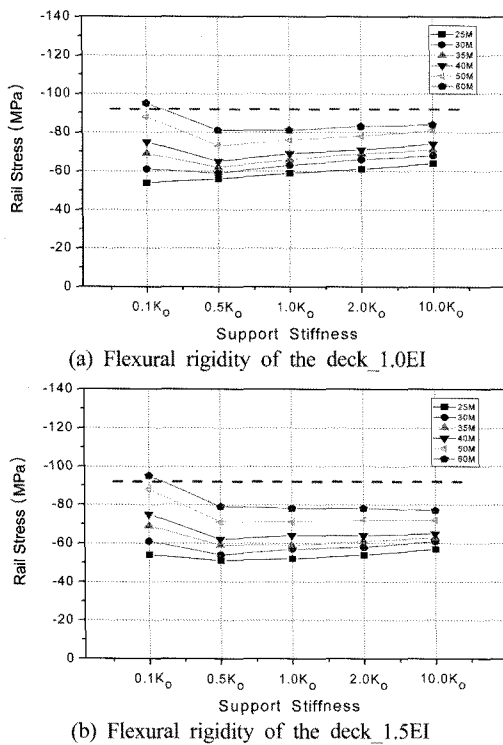 -140
-120
-100
-80
-60
-40
-20
0
Rail Stress (MPa)
25M
30M
35M
40M
50M
60M
0.1K₀
0.5K₀
1.0K₀
2.0K₀
10.0K₀
Support Stiffness
(a) Flexural rigidity of the deck_1.0EI
-140
-120
-100
-80
-60
-40
-20
0
Rail Stress (MPa)
25M
30M
35M
40M
50M
60M
0.1K₀
0.5K₀
1.0K₀
2.0K₀
10.0K₀
Support Stiffness
(b) Flexural rigidity of the deck_1.5EI